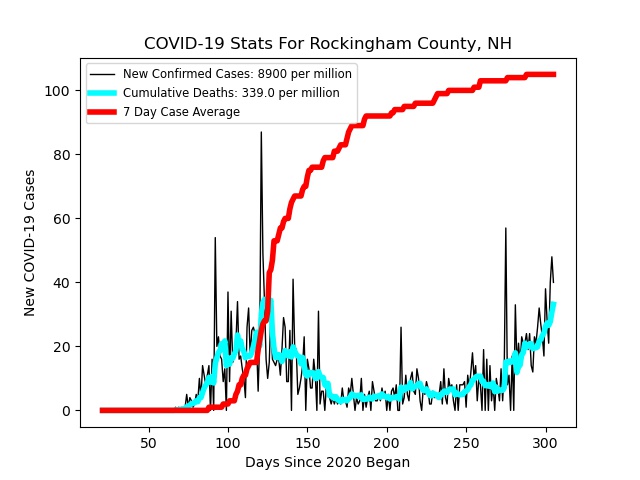 COVID-19 Stats For Rockingham County, NH
New Confirmed Cases: 8900 per million
Cumulative Deaths: 339.0 per million
7 Day Case Average
New COVID-19 Cases
100
80
60
40
20
0
50
100
150
200
250
300
Days Since 2020 Began